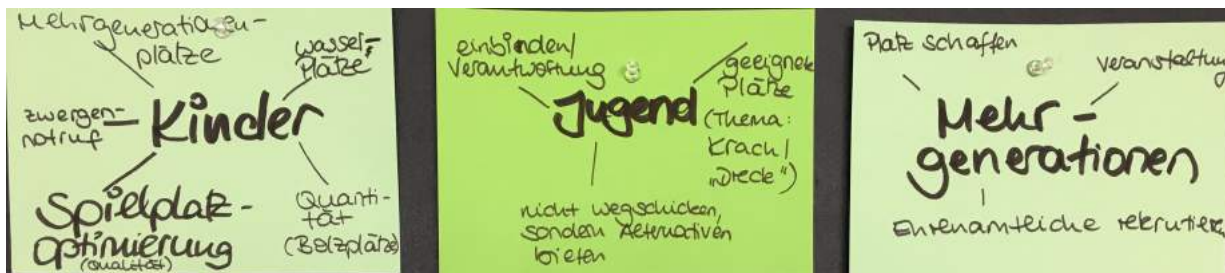 Mehrgenerationen-
plätze
Wasser-
Plätze
zwergen-
notruf
Kinder
Spielplatz-
optimierung
(Qualität)
Quanti-
tät
(Bolzplätze)
einbinden/
Verantwortung
geeignete
Plätze
(Thema:
Krach/
"Dreck")
Jugend
nicht wegschicken,
sondern Alternativen
bieten
Platz schaffen
Veranstaltung
Mehr-
generationen
Ehrenamtliche rekrutieren